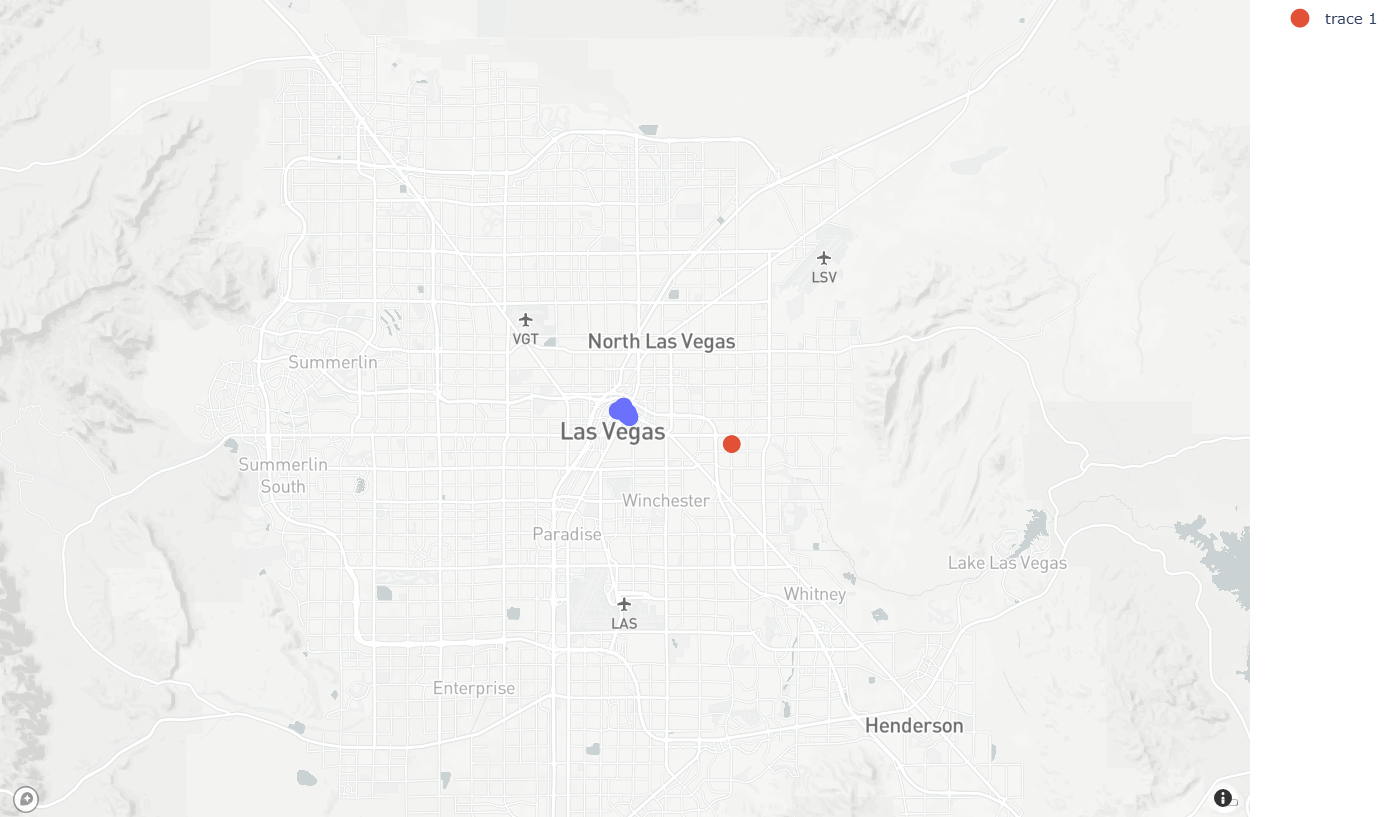 trace 1
LSV
VGT
North Las Vegas
Summerlin
Las Vegas
Summerlin
South
Winchester
Paradise
Lake Las Vegas
Whitney
LAS
Enterprise
Henderson